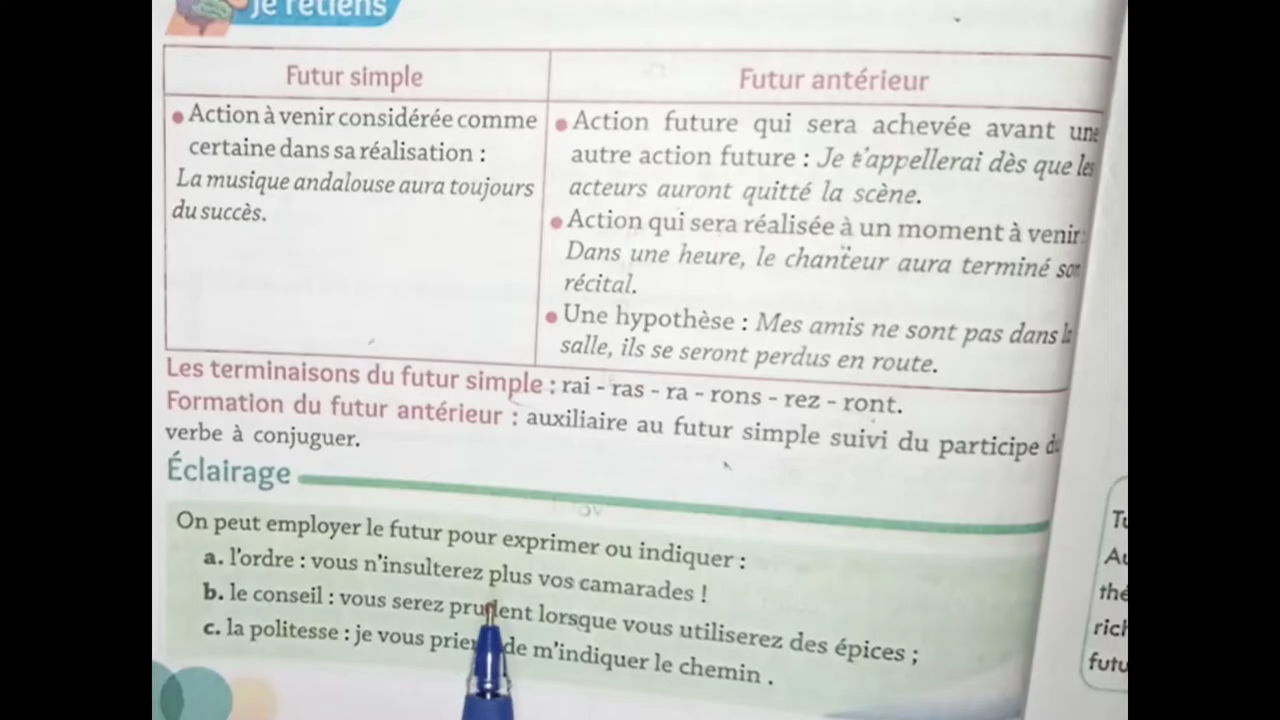 Je retiens
Futur simple
Futur antérieur
• Action à venir considérée comme
certaine dans sa réalisation :
La musique andalouse aura toujours
du succès.
• Action future qui sera achevée avant une
autre action future : Je t'appellerai dès que les
acteurs auront quitté la scène.
• Action qui sera réalisée à un moment à venir:
Dans une heure, le chanteur aura terminé son
récital.
• Une hypothèse : Mes amis ne sont pas dans la
salle, ils se seront perdus en route.
Les terminaisons du futur simple : rai - ras - ra - rons - rez - ront.
Formation du futur antérieur : auxiliaire au futur simple suivi du participe du
verbe à conjuguer.
Éclairage
On peut employer le futur pour exprimer ou indiquer :
a. l'ordre : vous n'insulterez plus vos camarades !
b. le conseil : vous serez prudent lorsque vous utiliserez des épices ;
c. la politesse : je vous de m'indiquer le chemin .
Tu
Au
thé
rich
futu